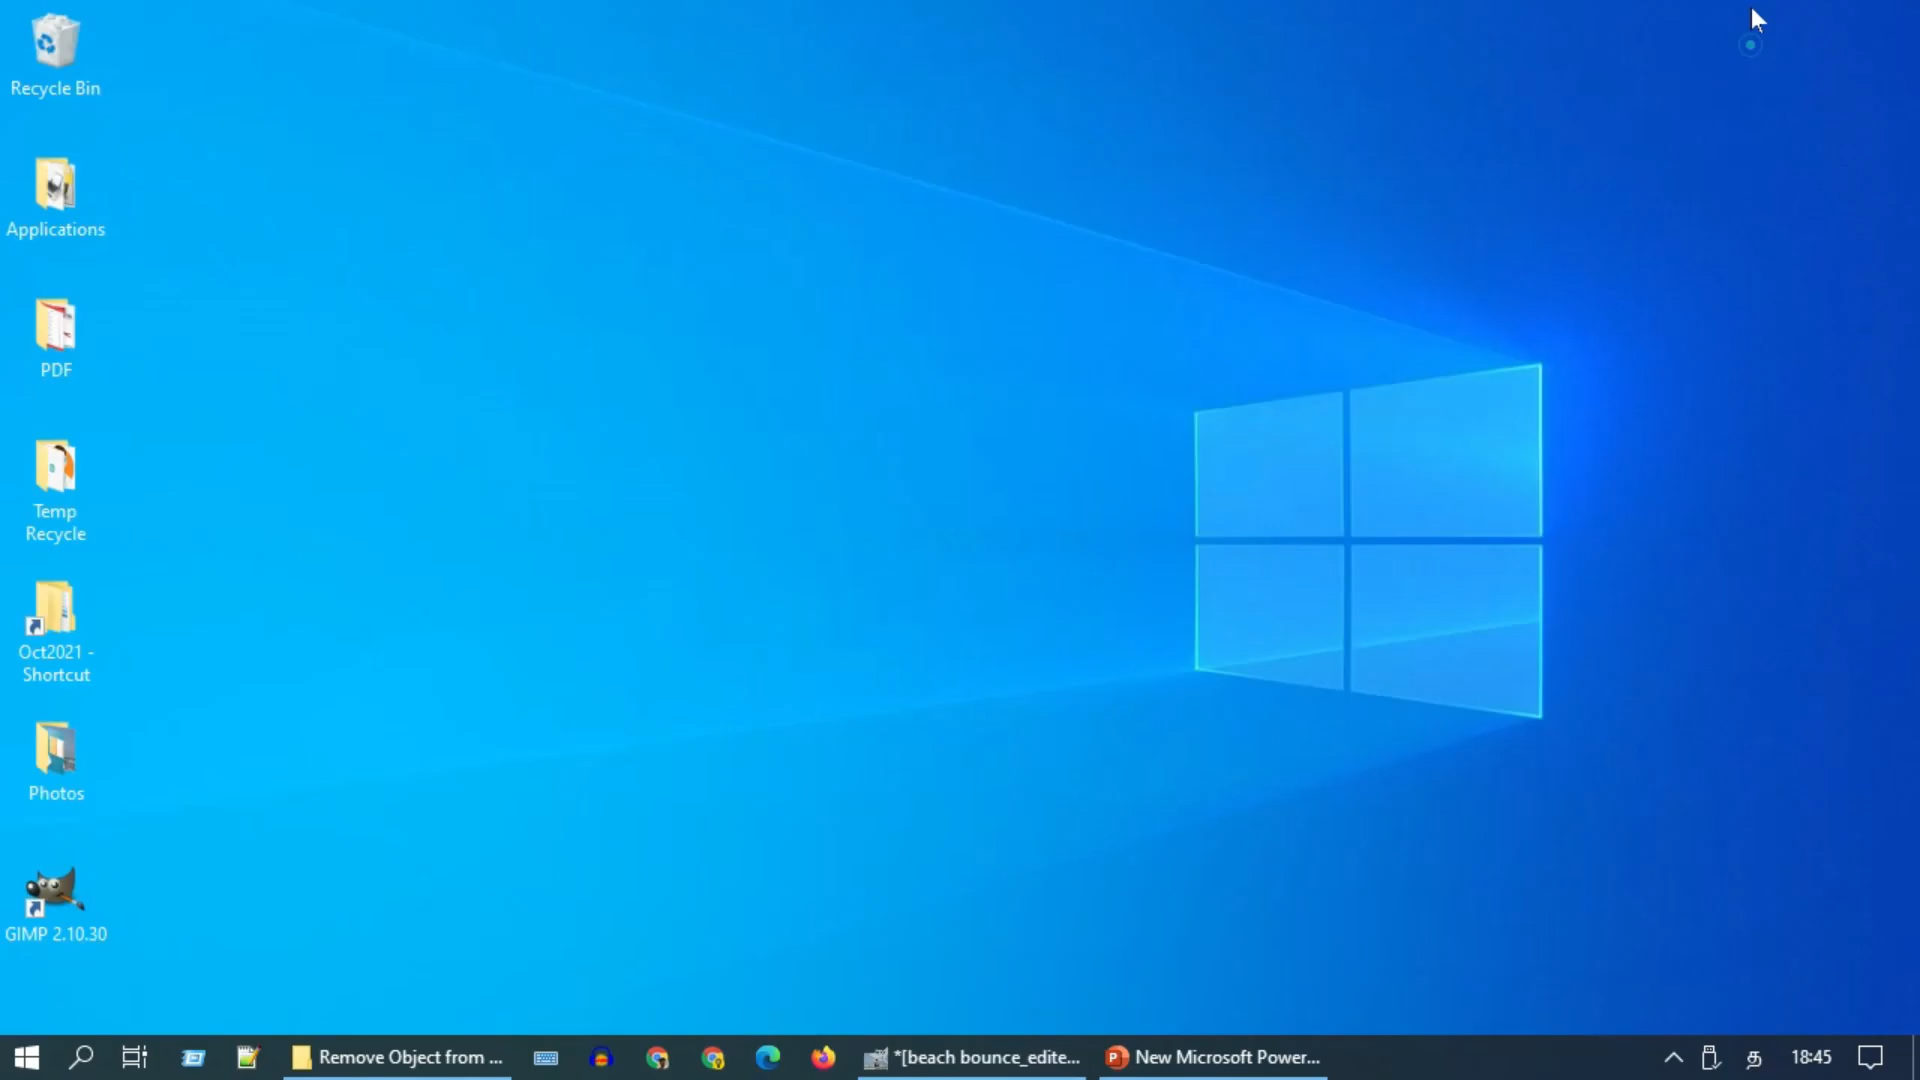 Recycle Bin
Applications
PDF
Temp
Recycle
Oct2021 -
Shortcut
Photos
GIMP 2.10.30
Remove Object from ...
*[beach bounce_edite...
New Microsoft Power...
த
18:45